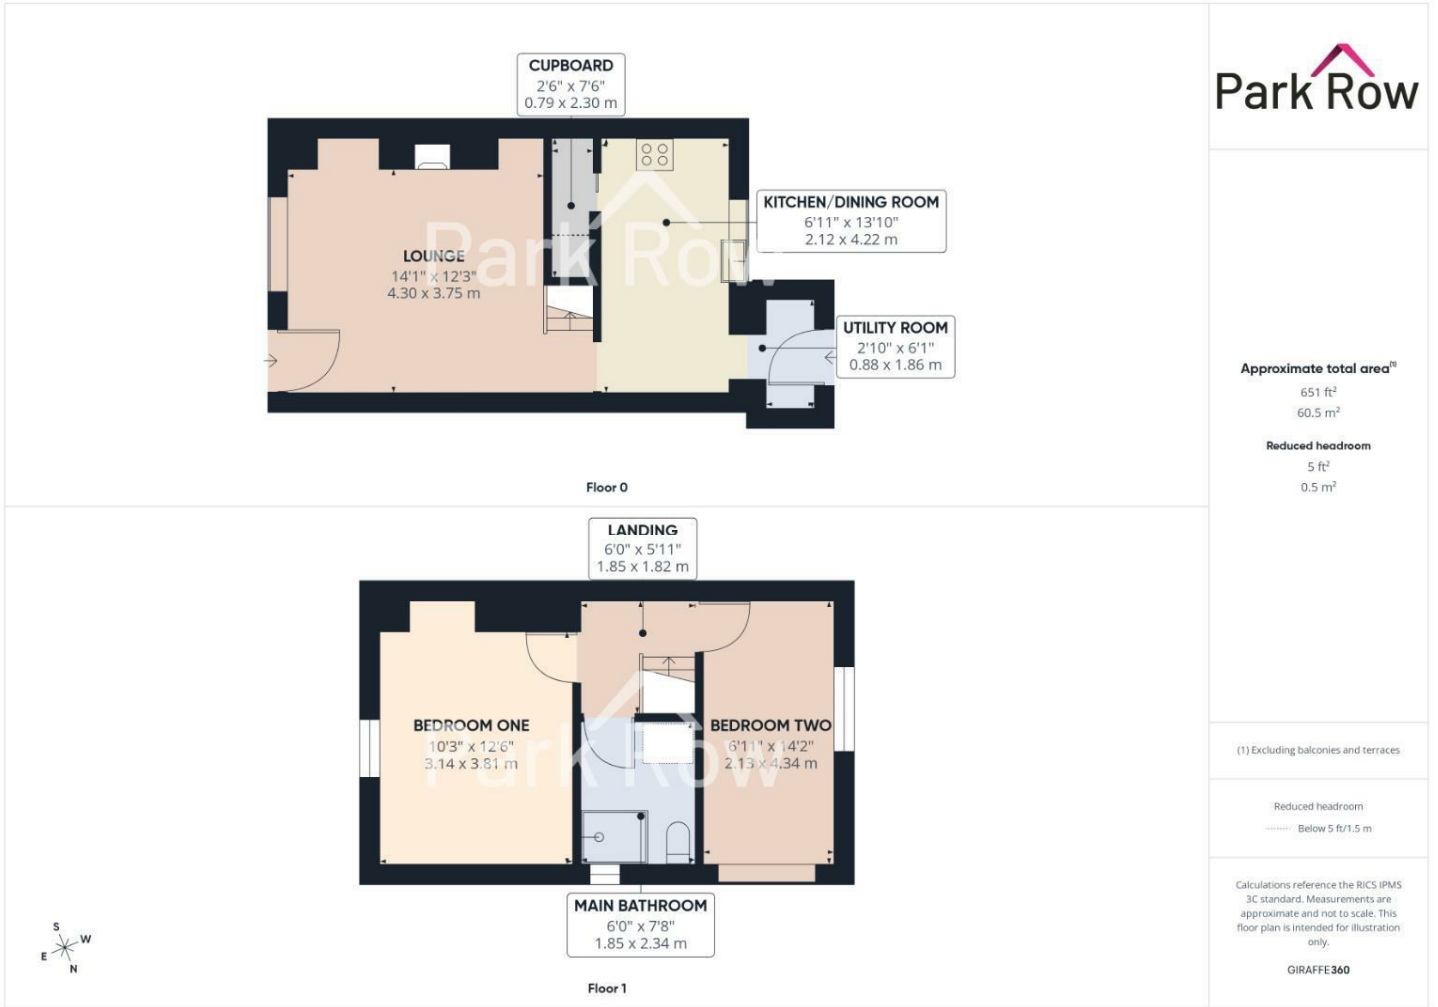 CUPBOARD
2'6" x 7'6"
0.79 x 2.30 m
KITCHEN/DINING ROOM
6'11" x 13'10"
2.12 x 4.22 m
LOUNGE
14'1" x 12'3"
4.30 x 3.75 m
UTILITY ROOM
2'10" x 6'1"
0.88 x 1.86 m
Park Row
Floor 0
LANDING
6'0" x 5'11"
1.85 x 1.82 m
BEDROOM ONE
10'3" x 12'6"
3.14 x 3.81 m
BEDROOM TWO
6'11" x 14'2"
2.13 x 4.34 m
Park Row
MAIN BATHROOM
6'0" x 7'8"
1.85 x 2.34 m
S
W
E
N
Floor 1
Park Row
Approximate total area(1)
651 ft²
60.5 m²
Reduced headroom
5 ft²
0.5 m²
(1) Excluding balconies and terraces
Reduced headroom
Below 5 ft/1.5 m
Calculations reference the RICS IPMS
3C standard. Measurements are
approximate and not to scale. This
floor plan is intended for illustration
only.
GIRAFFE360